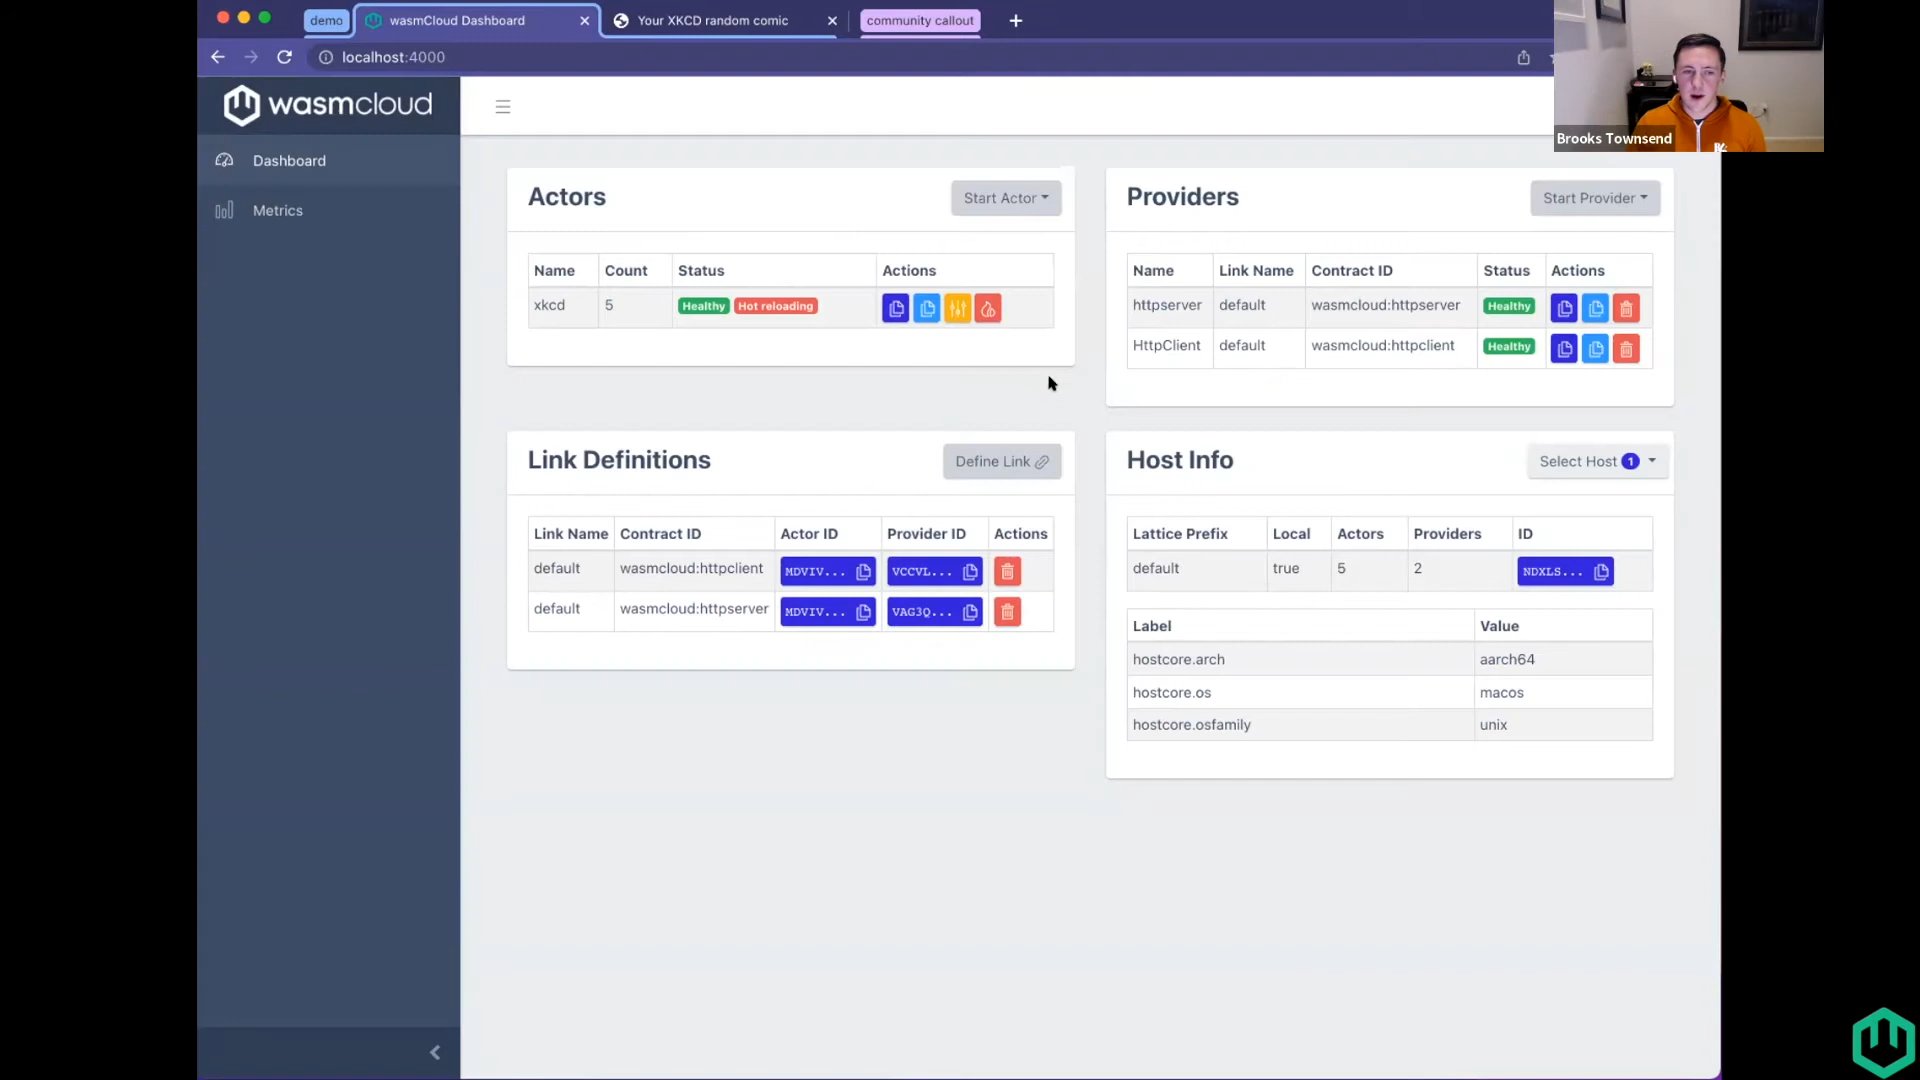 demo
wasmCloud Dashboard
Your XKCD random comic
community callout
localhost:4000
Brooks Townsend
wasmcloud
Dashboard
Metrics
Actors
Start Actor
Name Count Status Actions
xkcd 5 Healthy Hot reloading
Providers
Start Provider
Name Link Name Contract ID Status Actions
httpserver default wasmcloud:httpserver Healthy
HttpClient default wasmcloud:httpclient Healthy
Link Definitions
Define Link
Link Name Contract ID Actor ID Provider ID Actions
default wasmcloud:httpclient MDVIV... VCCVL...
default wasmcloud:httpserver MDVIV... VAG3Q...
Host Info
Select Host 1
Lattice Prefix Local Actors Providers ID
default true 5 2 NDXLS...
Label Value
hostcore.arch aarch64
hostcore.os macos
hostcore.osfamily unix